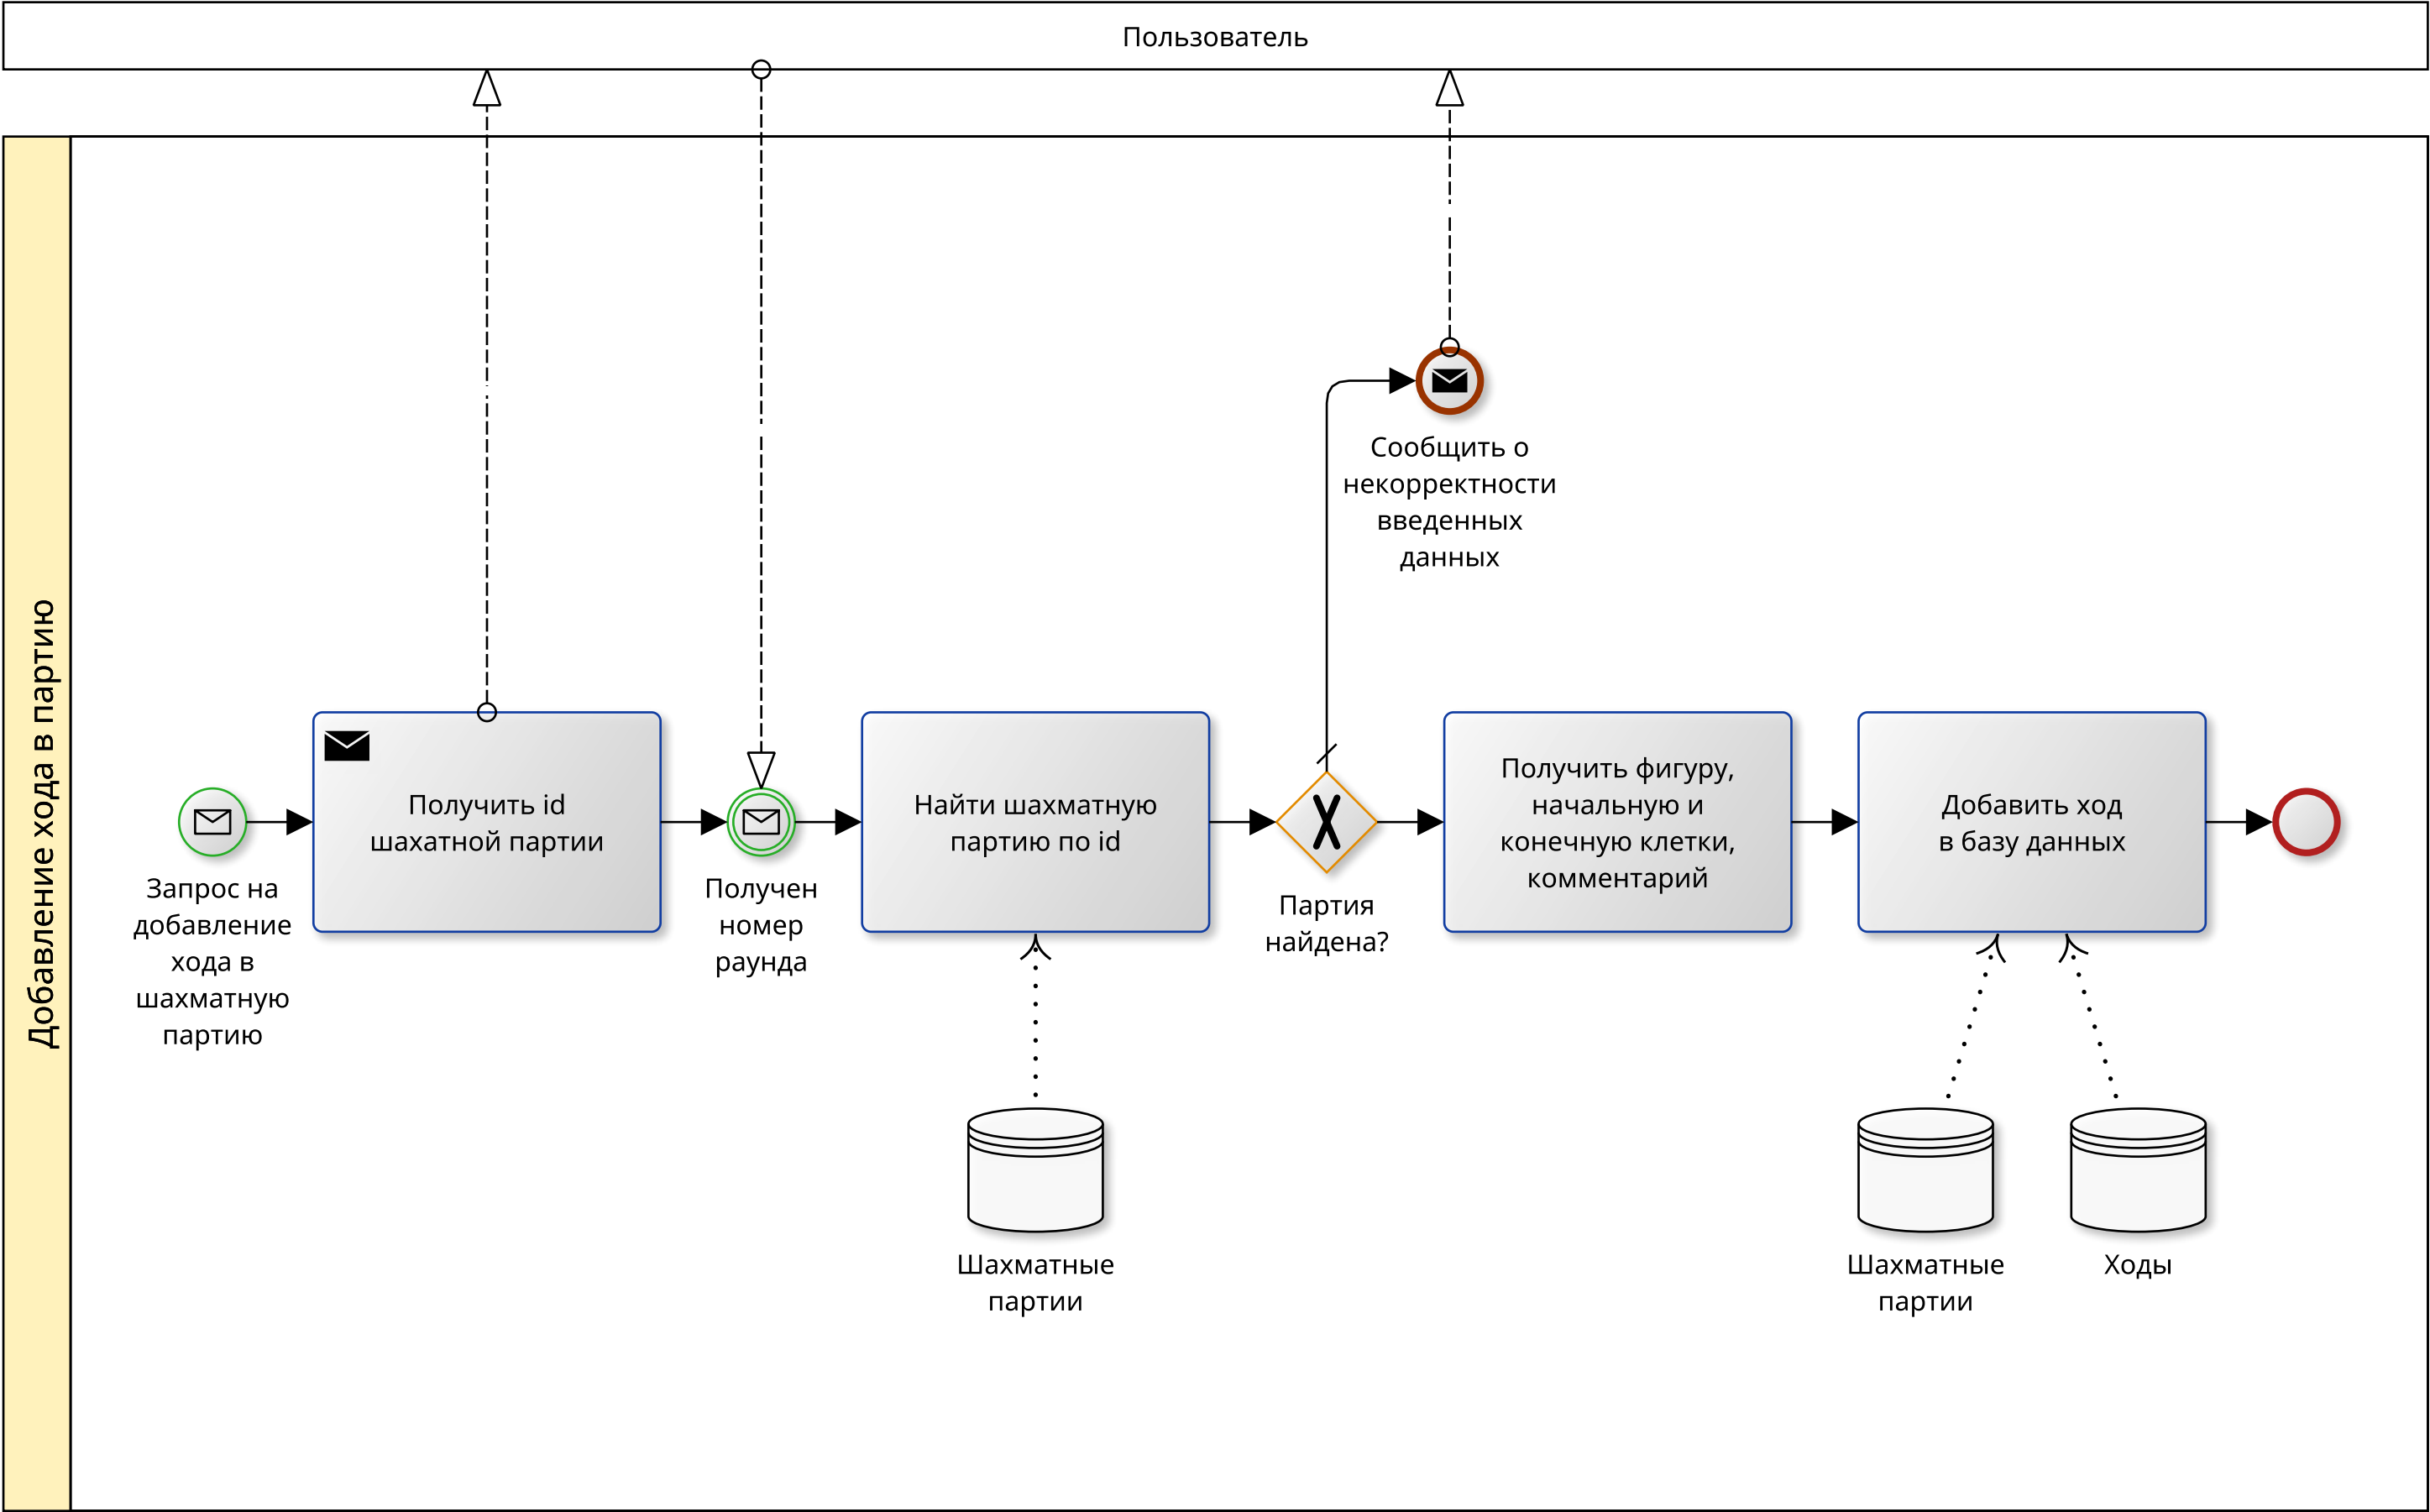 Пользователь
Добавление хода в партию
Сообщить о
некорректности
введенных
данных
Запрос на
добавление
хода в
шахматную
партию
Получить id
шахатной партии
Получен
номер
раунда
Найти шахматную
партию по id
Партия
найдена?
Получить фигуру,
начальную и
конечную клетки,
комментарий
Добавить ход
в базу данных
Шахматные
партии
Шахматные
партии
Ходы